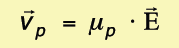 v⃗ₚ = μₚ · E⃗